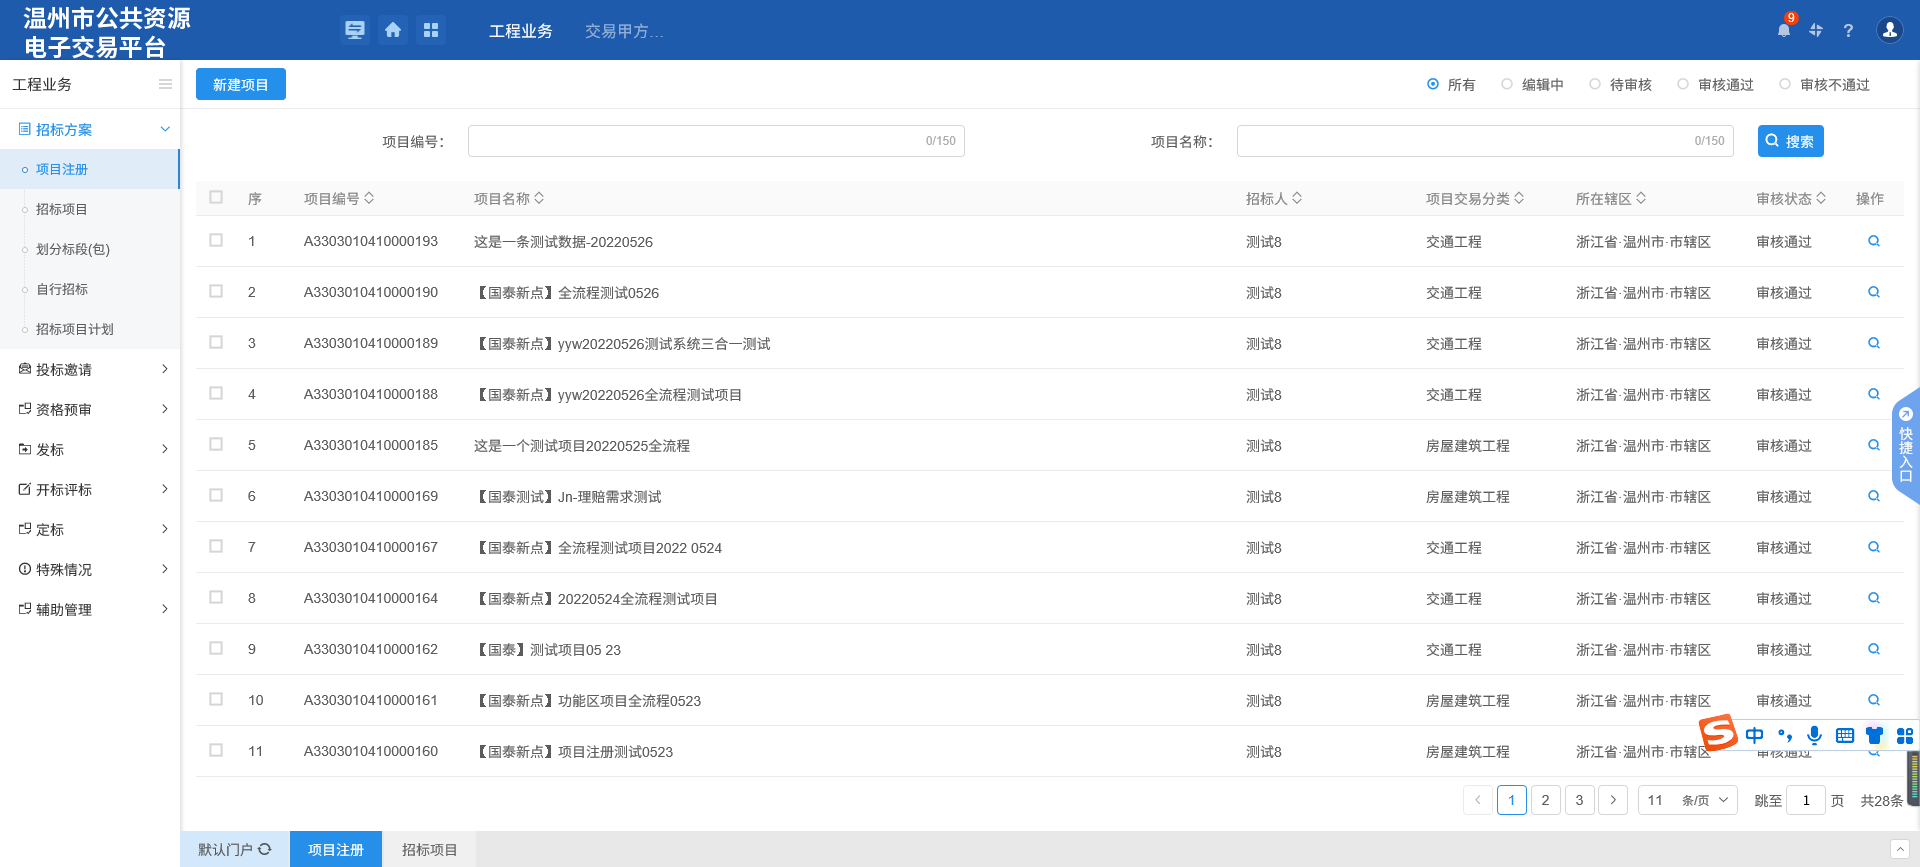 温州市公共资源
电子交易平台
工程业务
交易甲方...
9
?
工程业务
招标方案
项目注册
招标项目
划分标段(包)
自行招标
招标项目计划
投标邀请
资格预审
发标
开标评标
定标
特殊情况
辅助管理
新建项目
所有 编辑中 待审核 审核通过 审核不通过
项目编号: 0/150 项目名称: 0/150 搜索
序 项目编号 项目名称 招标人 项目交易分类 所在辖区 审核状态 操作
1 A3303010410000193 这是一条测试数据-20220526 测试8 交通工程 浙江省·温州市·市辖区 审核通过
2 A3303010410000190 【国泰新点】全流程测试0526 测试8 交通工程 浙江省·温州市·市辖区 审核通过
3 A3303010410000189 【国泰新点】yyw20220526测试系统三合一测试 测试8 交通工程 浙江省·温州市·市辖区 审核通过
4 A3303010410000188 【国泰新点】yyw20220526全流程测试项目 测试8 交通工程 浙江省·温州市·市辖区 审核通过
5 A3303010410000185 这是一个测试项目20220525全流程 测试8 房屋建筑工程 浙江省·温州市·市辖区 审核通过
6 A3303010410000169 【国泰测试】Jn-理赔需求测试 测试8 房屋建筑工程 浙江省·温州市·市辖区 审核通过
7 A3303010410000167 【国泰新点】全流程测试项目2022 0524 测试8 交通工程 浙江省·温州市·市辖区 审核通过
8 A3303010410000164 【国泰新点】20220524全流程测试项目 测试8 交通工程 浙江省·温州市·市辖区 审核通过
9 A3303010410000162 【国泰】测试项目05 23 测试8 交通工程 浙江省·温州市·市辖区 审核通过
10 A3303010410000161 【国泰新点】功能区项目全流程0523 测试8 房屋建筑工程 浙江省·温州市·市辖区 审核通过
11 A3303010410000160 【国泰新点】项目注册测试0523 测试8 房屋建筑工程 浙江省·温州市·市辖区 审核通过
快捷入口
S 中
1 2 3 11 条/页 跳至 1 页 共28条
默认门户 项目注册 招标项目